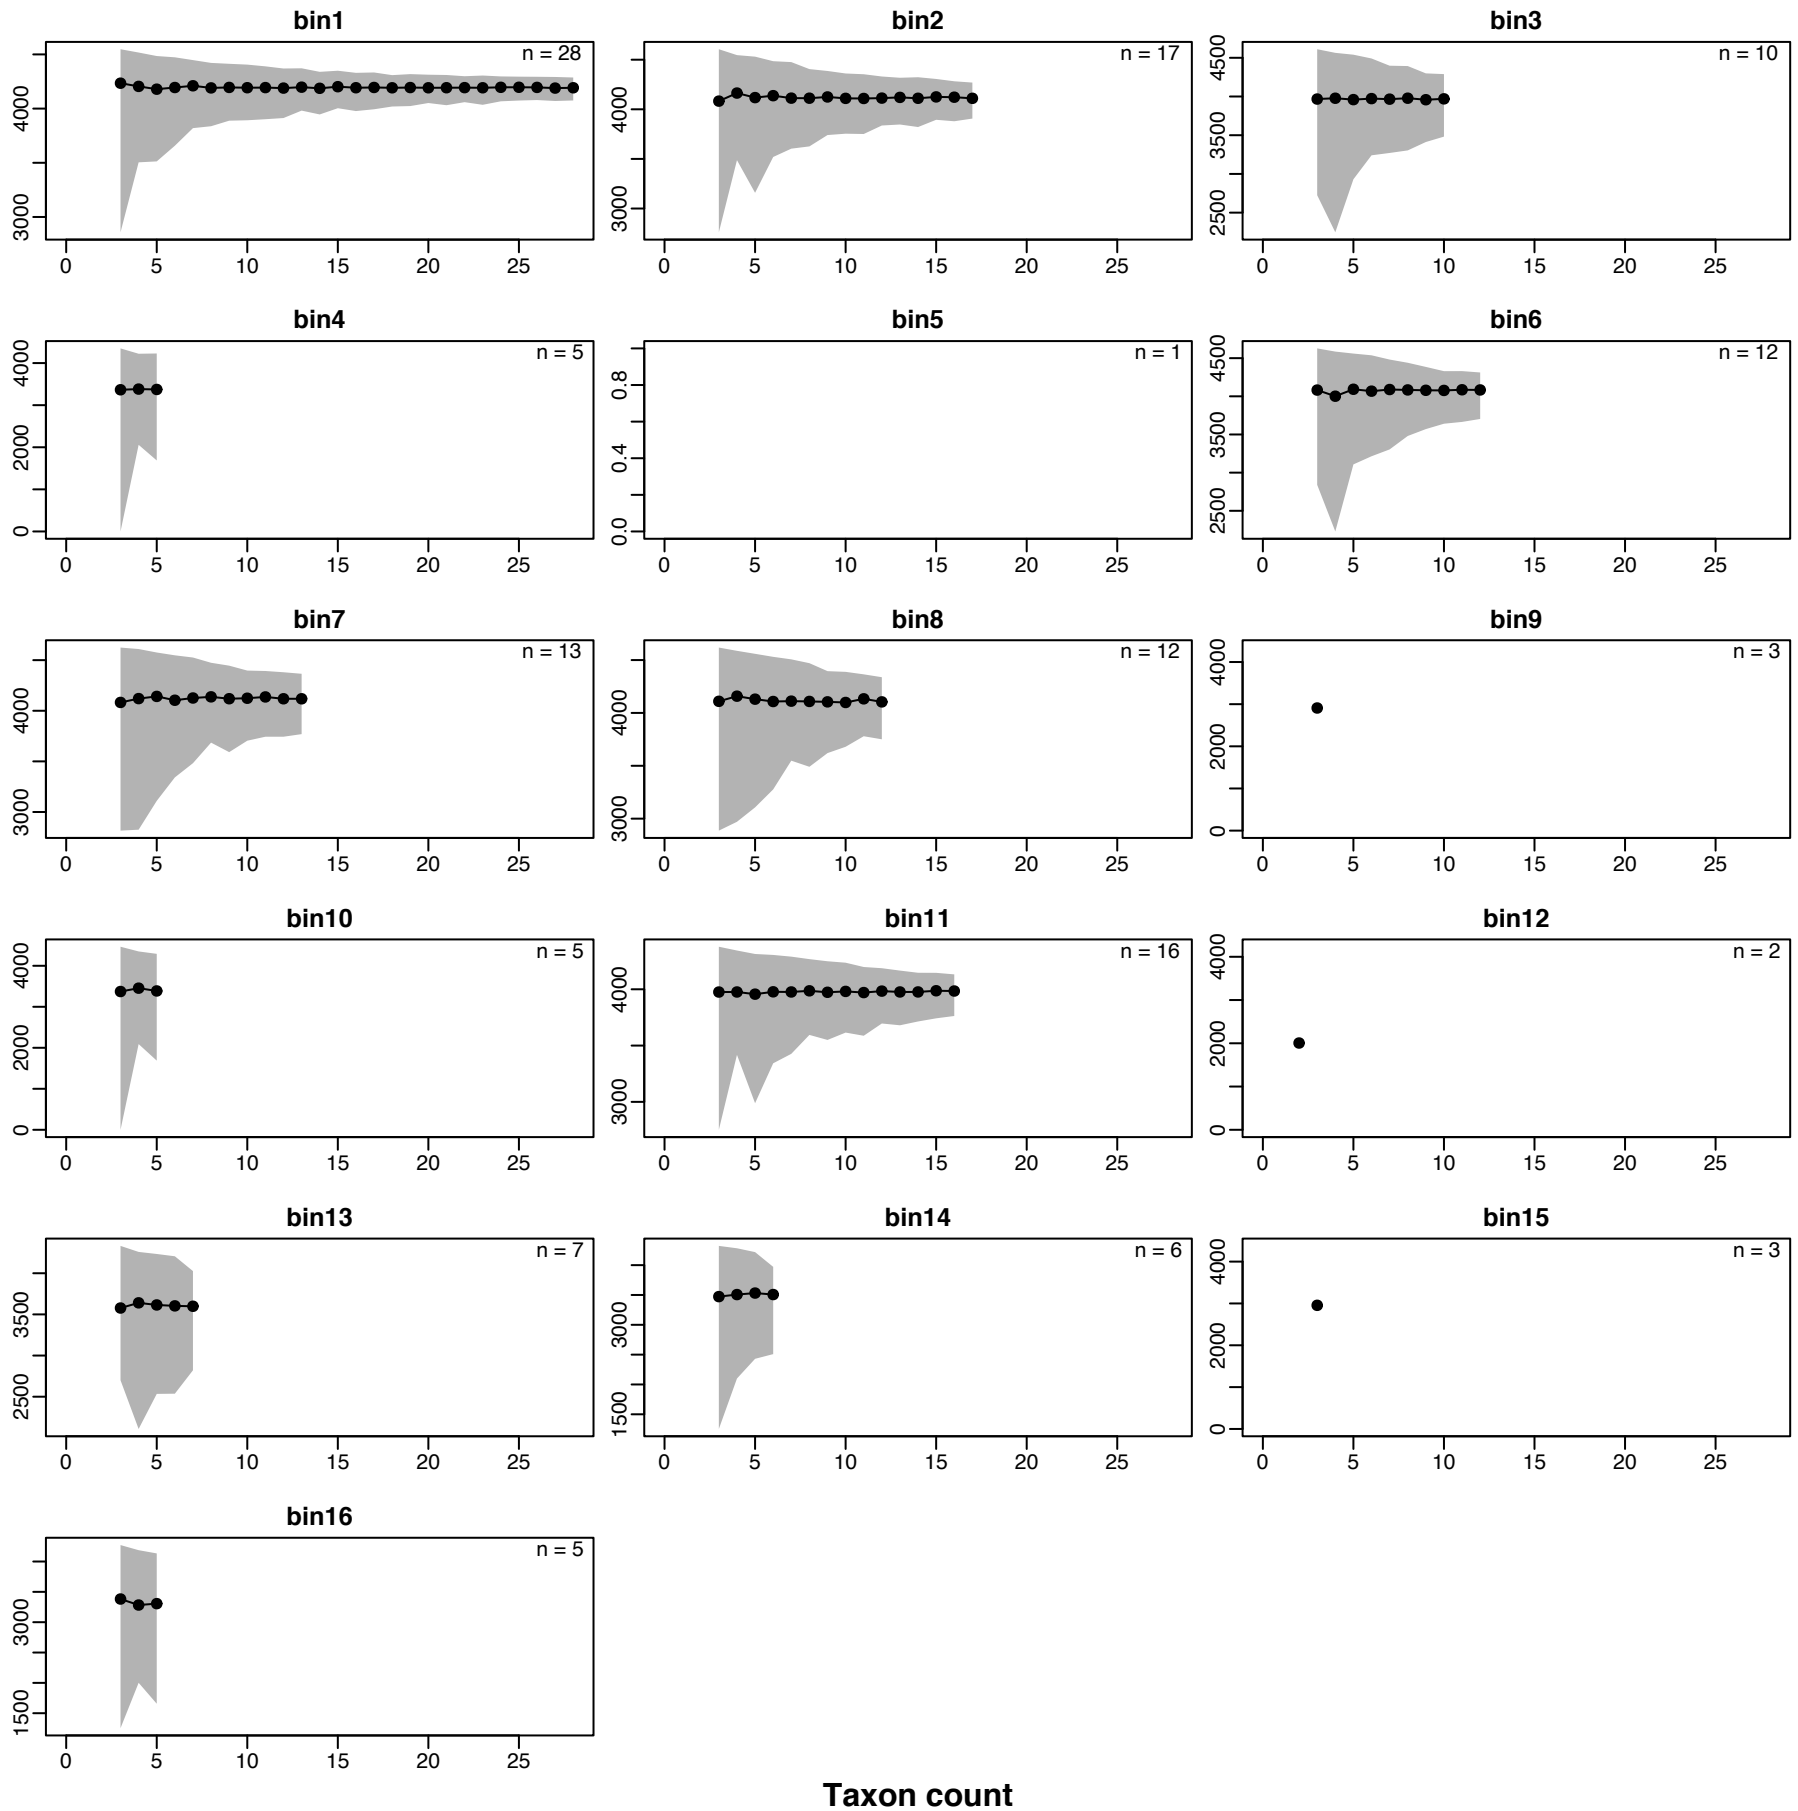 bin1
n = 28
3000 4000
0 5 10 15 20 25
bin2
n = 17
3000 4000
0 5 10 15 20 25
bin3
n = 10
2500 3500 4500
0 5 10 15 20 25
bin4
n = 5
0 2000 4000
0 5 10 15 20 25
bin5
n = 1
0.0 0.4 0.8
0 5 10 15 20 25
bin6
n = 12
2500 3500 4500
0 5 10 15 20 25
bin7
n = 13
3000 4000
0 5 10 15 20 25
bin8
n = 12
3000 4000
0 5 10 15 20 25
bin9
n = 3
0 2000 4000
0 5 10 15 20 25
bin10
n = 5
0 2000 4000
0 5 10 15 20 25
bin11
n = 16
3000 4000
0 5 10 15 20 25
bin12
n = 2
0 2000 4000
0 5 10 15 20 25
bin13
n = 7
2500 3500
0 5 10 15 20 25
bin14
n = 6
1500 3000
0 5 10 15 20 25
bin15
n = 3
0 2000 4000
0 5 10 15 20 25
bin16
n = 5
1500 3000
0 5 10 15 20 25
Taxon count